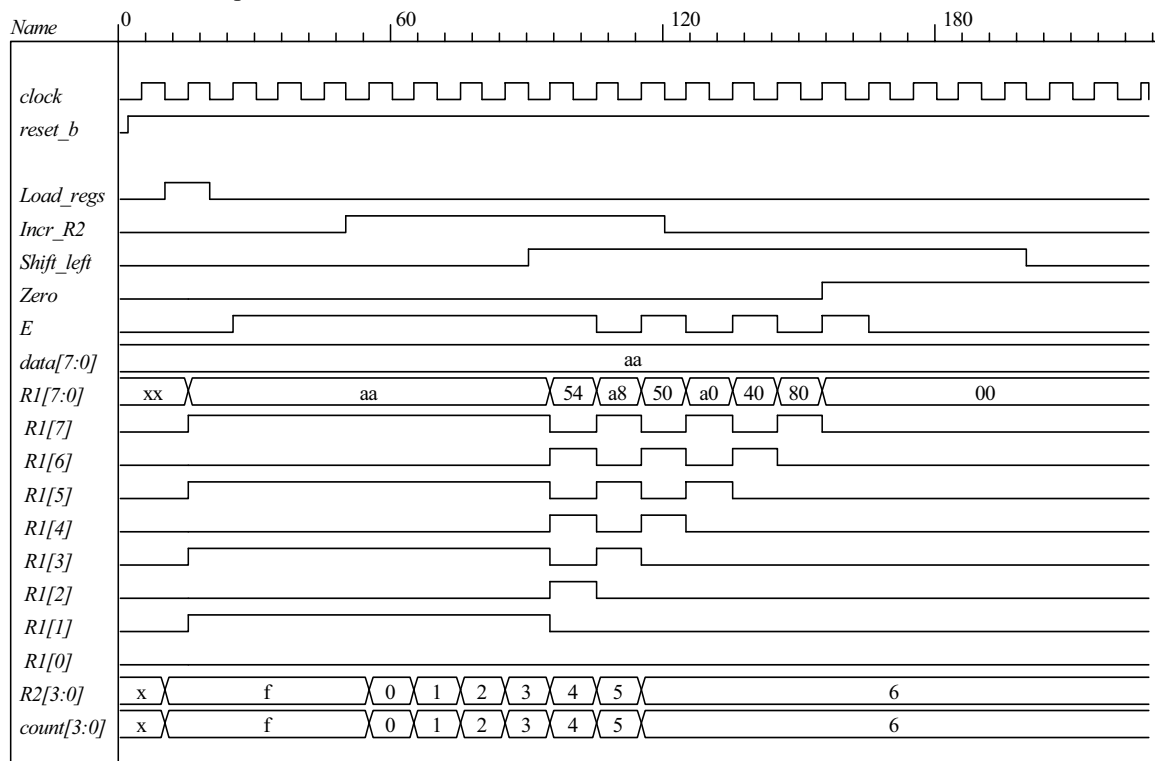 Name 0 60 120 180
clock
reset_b
Load_regs
Incr_R2
Shift_left
Zero
E
data[7:0] aa
R1[7:0] xx aa 54 a8 50 a0 40 80 00
R1[7]
R1[6]
R1[5]
R1[4]
R1[3]
R1[2]
R1[1]
R1[0]
R2[3:0] x f 0 1 2 3 4 5 6
count[3:0] x f 0 1 2 3 4 5 6